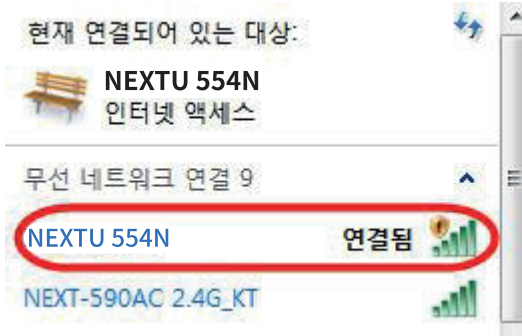 현재 연결되어 있는 대상:
NEXTU 554N
인터넷 액세스
무선 네트워크 연결 9
NEXTU 554N 연결됨
NEXT-590AC 2.4G_KT